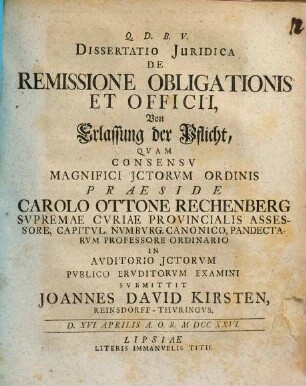 Q. D. B. V.
DISSERTATIO JURIDICA
DE
REMISSIONE OBLIGATIONIS
ET OFFICII,
Von
Erlassung der Pflicht,
QVAM
CONSENSV
MAGNIFICI JCTORVM ORDINIS
PRAESIDE
CAROLO OTTONE RECHENBERG
SVPREMAE CVRIAE PROVINCIALIS ASSES-
SORE, CAPITVL. NVMBVRG. CANONICO, PANDECTA-
RVM PROFESSORE ORDINARIO
IN
AVDITORIO JCTORVM
PVBLICO ERVDITORVM EXAMINI
SVBMITTIT
JOANNES DAVID KIRSTEN,
REINSDORFF - THVRINGVS,
D. XVI APRILIS A. O. R. M DCC XXVI.
LIPSIAE
LITERIS IMMANVELIS TITII.